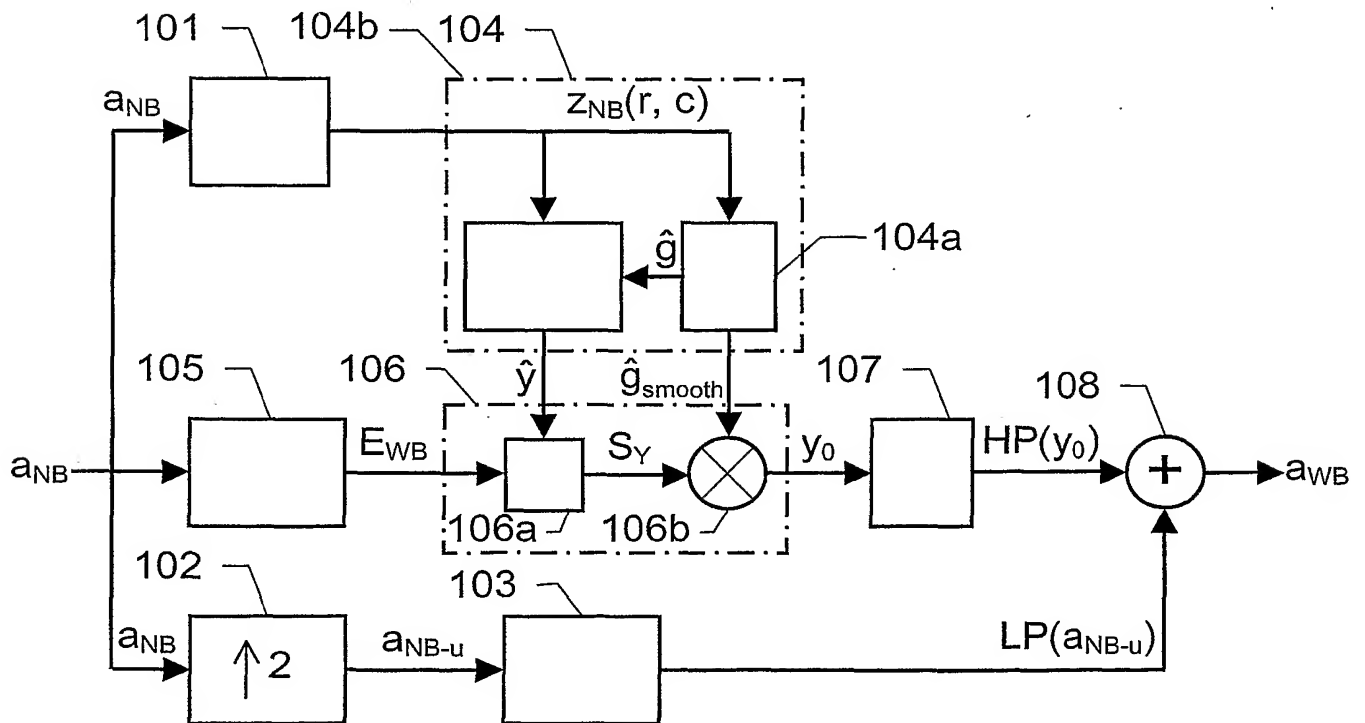 101
104b
104
a_NB
z_NB(r, c)
ĝ
104a
105
106
ŷ
ĝ_smooth
107
108
a_NB
E_WB
S_Y
y_0
HP(y_0)
+
a_WB
106a
106b
102
103
a_NB
↑2
a_NB-u
LP(a_NB-u)